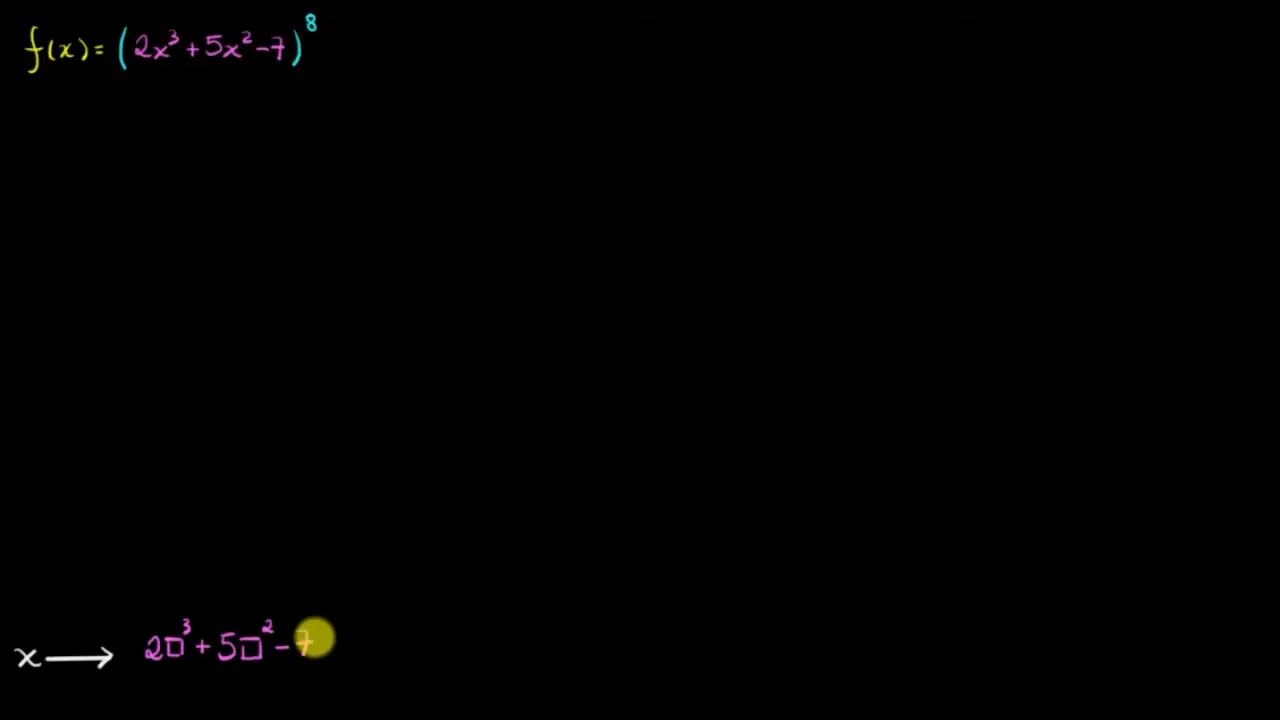 f(x) = (2x³ + 5x² - 7)⁸
x ⟶ 2□³ + 5□² - 7